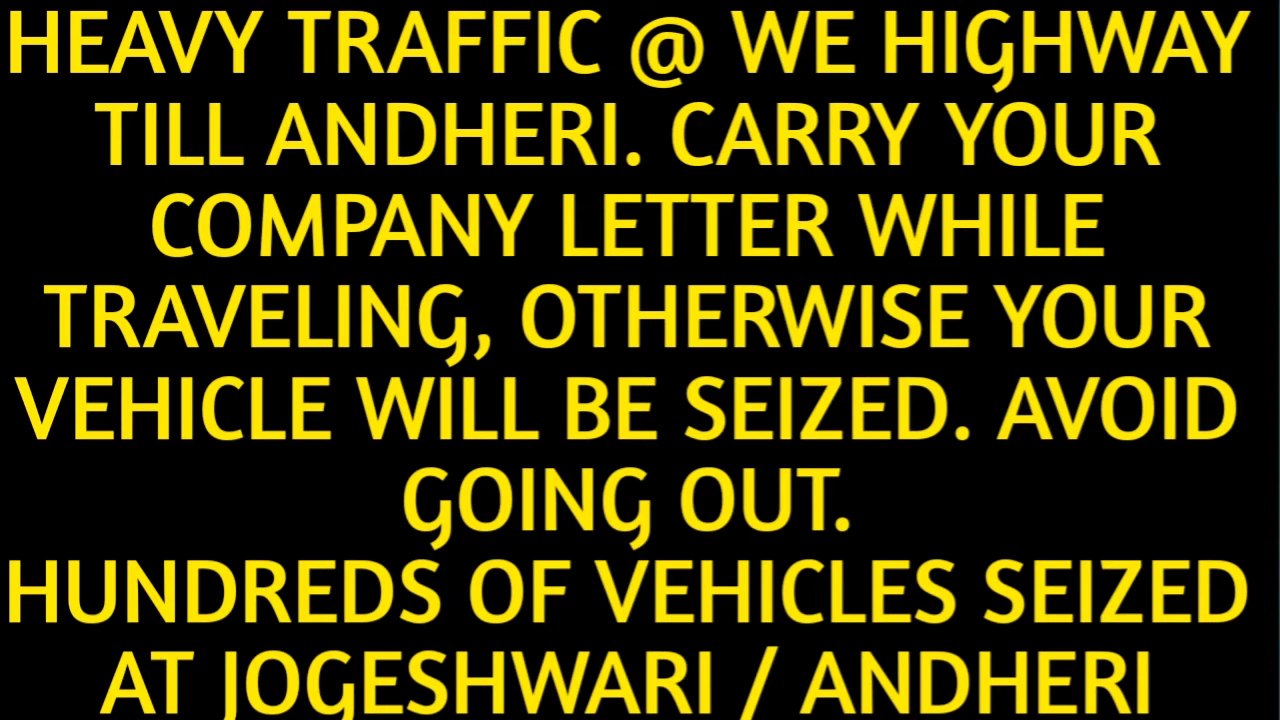 HEAVY TRAFFIC @ WE HIGHWAY
TILL ANDHERI. CARRY YOUR
COMPANY LETTER WHILE
TRAVELING, OTHERWISE YOUR
VEHICLE WILL BE SEIZED. AVOID
GOING OUT.
HUNDREDS OF VEHICLES SEIZED
AT JOGESHWARI / ANDHERI